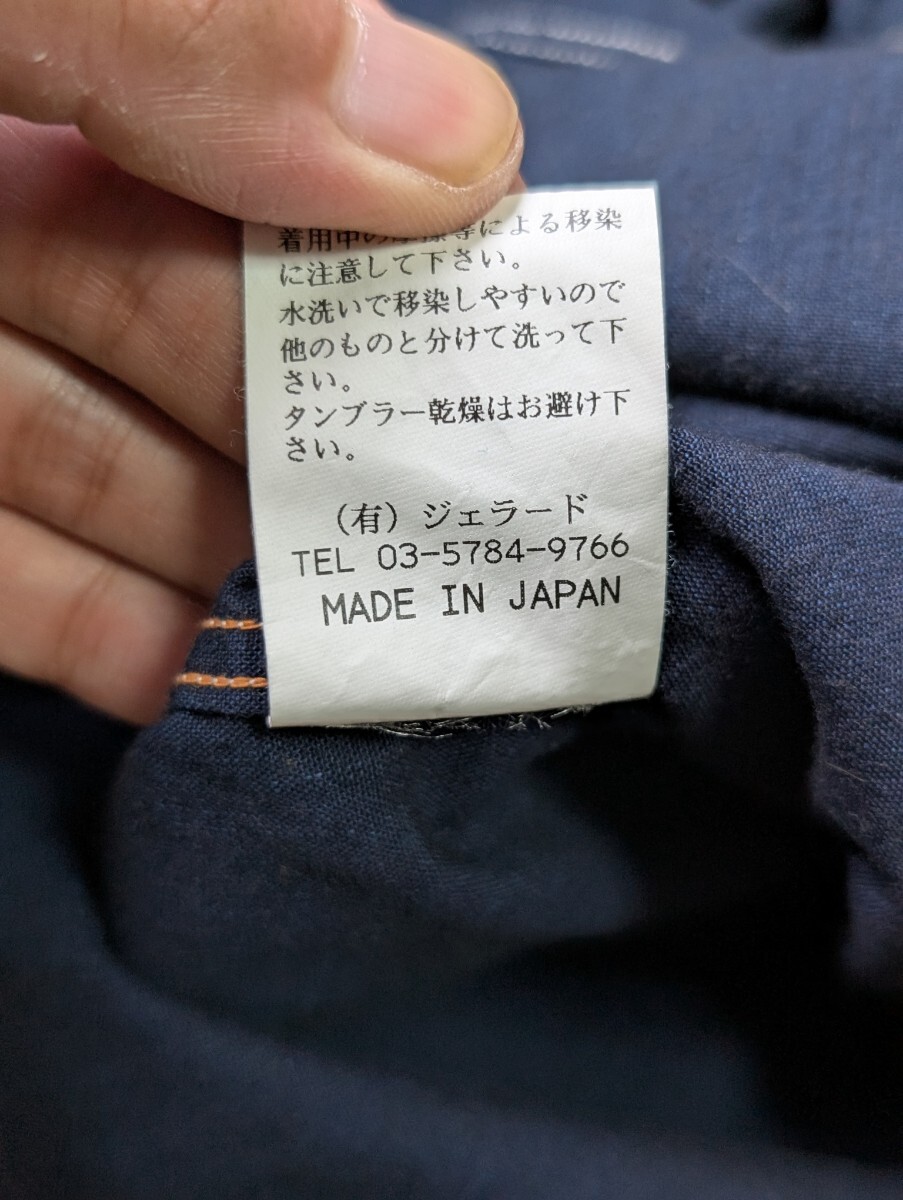 着用中の摩擦等による移染
に注意して下さい。
水洗いで移染しやすいので
他のものと分けて洗って下
さい。
タンブラー乾燥はお避け下
さい。
(有)ジェラード
TEL 03-5784-9766
MADE IN JAPAN